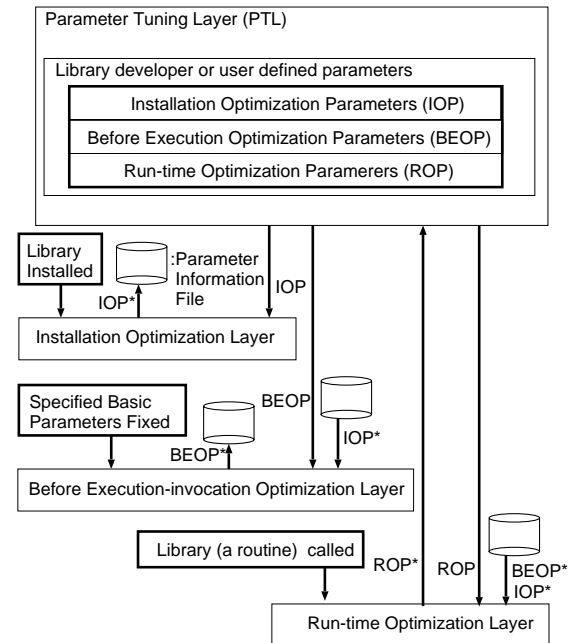 Parameter Tuning Layer (PTL)
Library developer or user defined parameters
Installation Optimization Parameters (IOP)
Before Execution Optimization Parameters (BEOP)
Run-time Optimization Paramerers (ROP)
Library
Installed
:Parameter
Information
File
IOP*
IOP
Installation Optimization Layer
Specified Basic
Parameters Fixed
BEOP*
BEOP
IOP*
Before Execution-invocation Optimization Layer
Library (a routine) called
ROP*
ROP
BEOP*
IOP*
Run-time Optimization Layer